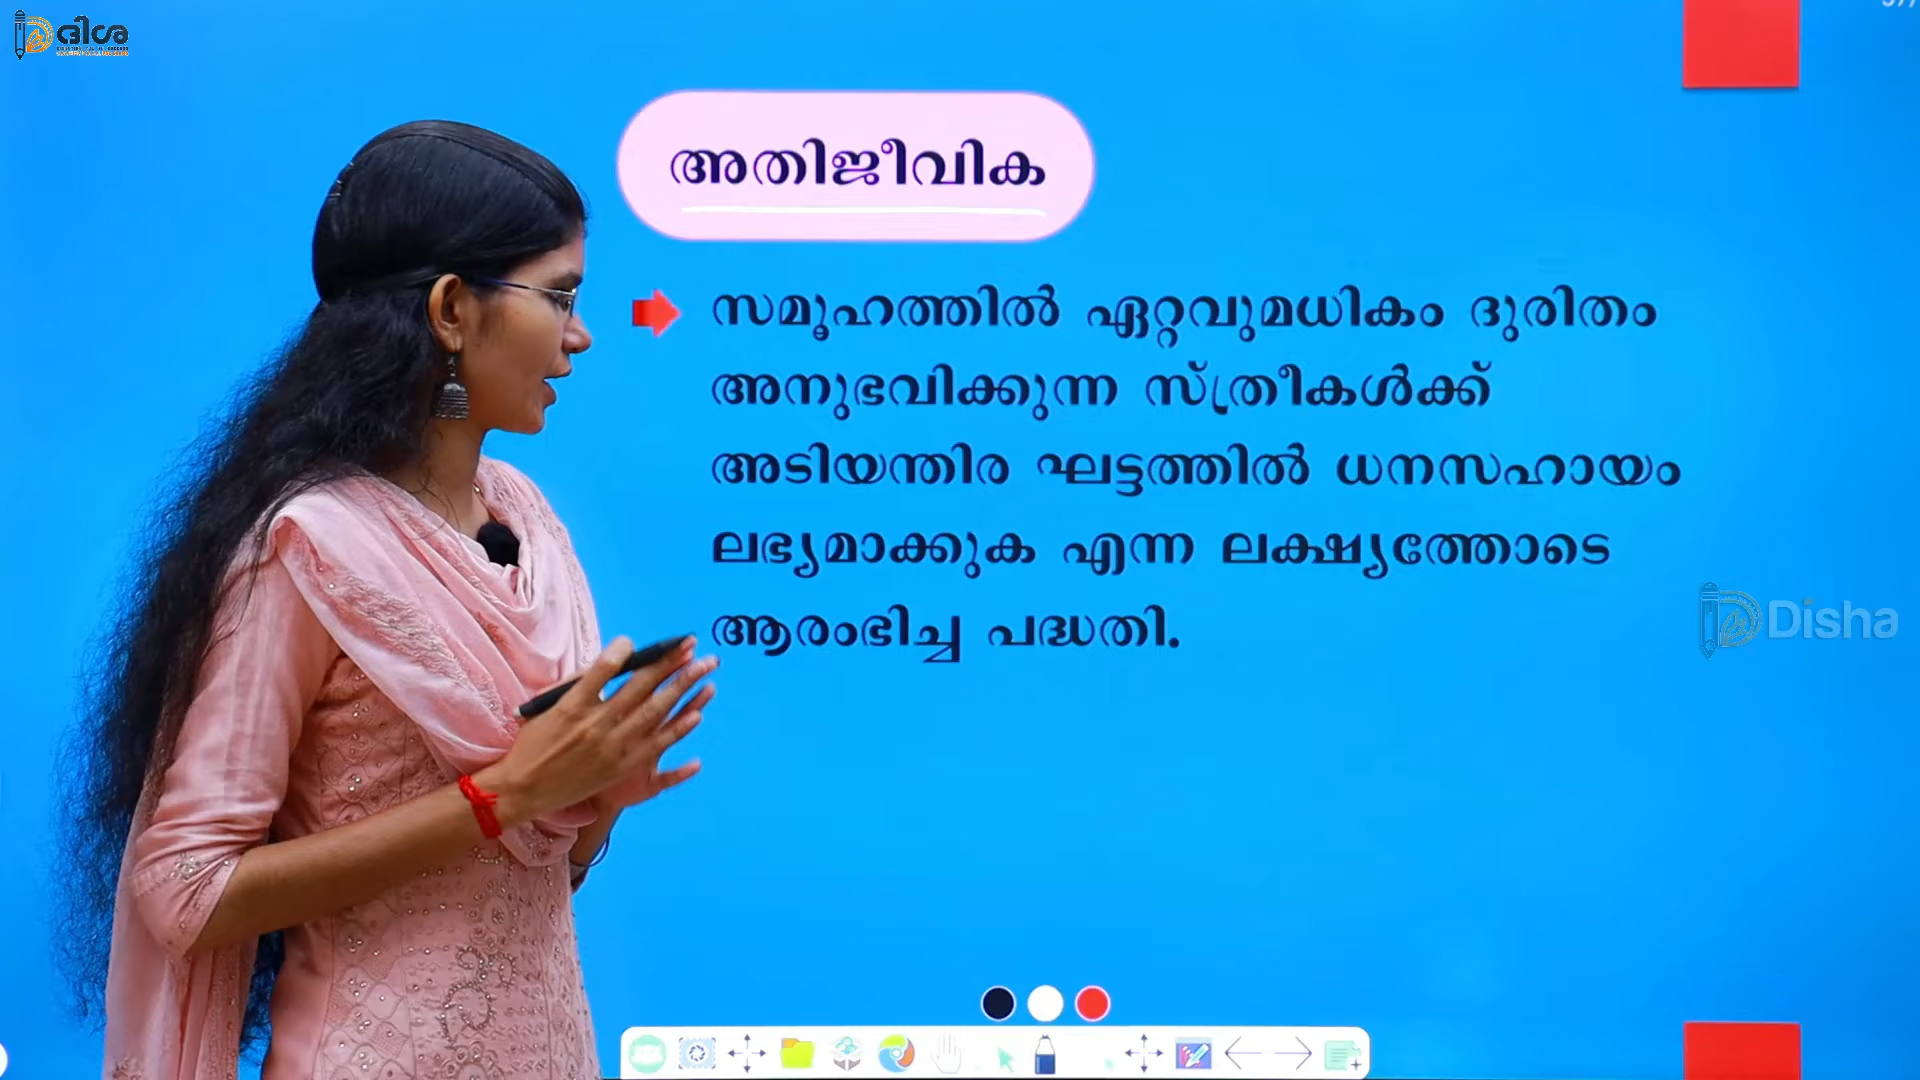 ദിശ
അതിജീവിക
സമൂഹത്തിൽ ഏറ്റവുമധികം ദുരിതം
അനുഭവിക്കുന്ന സ്ത്രീകൾക്ക്
അടിയന്തിര ഘട്ടത്തിൽ ധനസഹായം
ലഭ്യമാക്കുക എന്ന ലക്ഷ്യത്തോടെ
ആരംഭിച്ച പദ്ധതി.
Disha